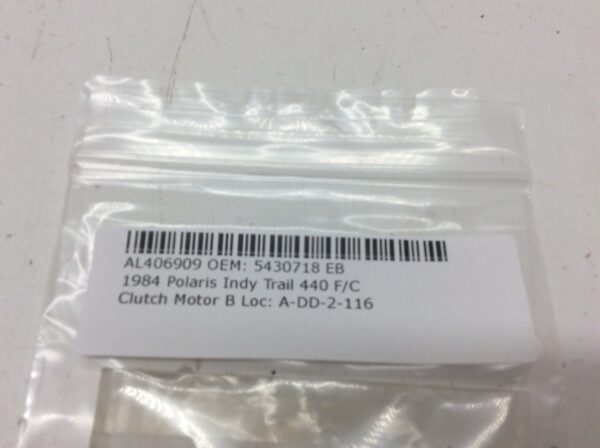 AL406909 OEM: 5430718 EB
1984 Polaris Indy Trail 440 F/C
Clutch Motor B Loc: A-DD-2-116